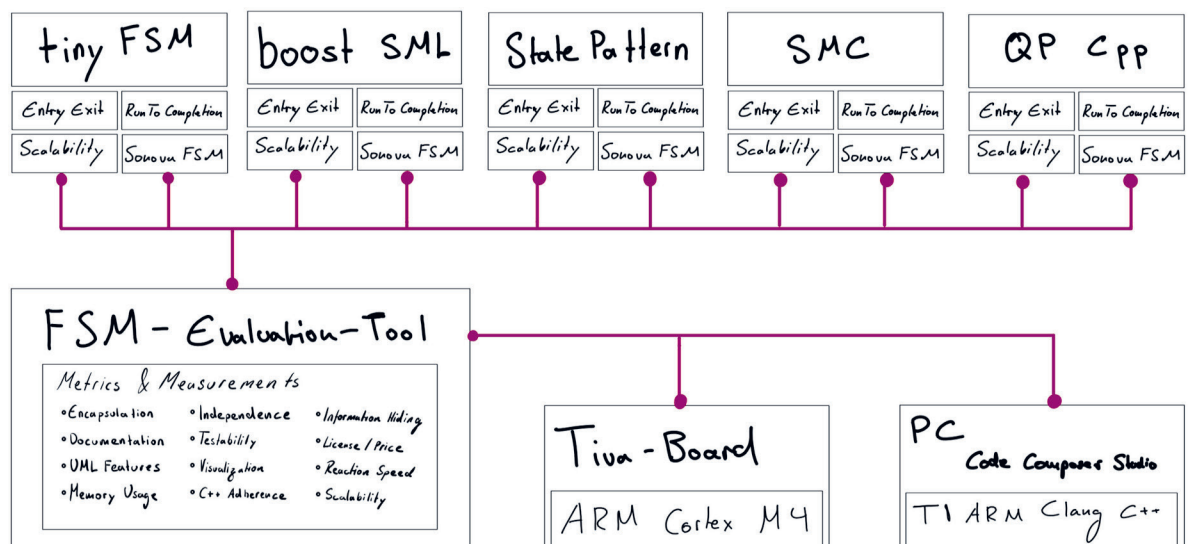 tiny FSM
Entry Exit
Run To Completion
Scalability
Sonova FSM
boost SML
Entry Exit
Run To Completion
Scalability
Sonova FSM
State Pattern
Entry Exit
Run To Completion
Scalability
Sonova FSM
SMC
Entry Exit
Run To Completion
Scalability
Sonova FSM
QP Cpp
Entry Exit
Run To Completion
Scalability
Sonova FSM
FSM - Evaluation - Tool
Metrics & Measurements
• Encapsulation
• Documentation
• UML Features
• Memory Usage
• Independence
• Testability
• Visualization
• C++ Adherence
• Information Hiding
• License / Price
• Reaction Speed
• Scalability
Tiva - Board
ARM Cortex M4
PC
Code Composer Studio
TI ARM Clang C++